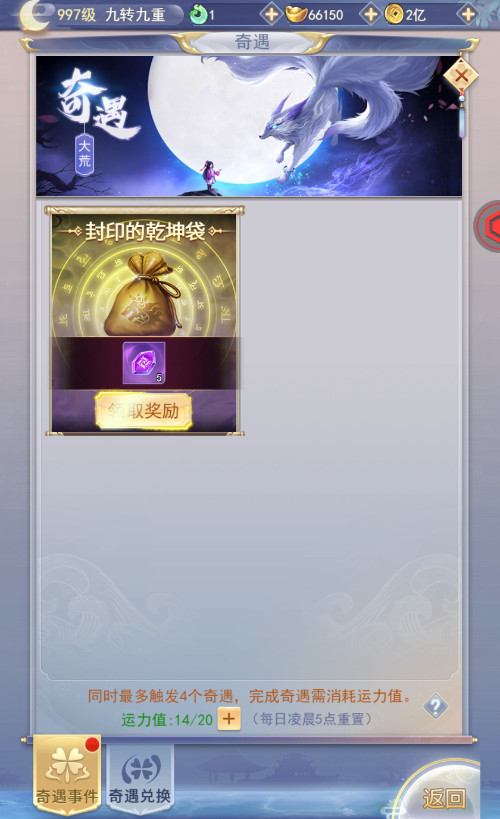 997级 九转九重 1 66150 2亿
奇遇
奇遇
大荒
封印的乾坤袋
5
领取奖励
同时最多触发4个奇遇，完成奇遇需消耗运力值。
运力值:14/20 （每日凌晨5点重置）
?
奇遇事件 奇遇兑换 返回